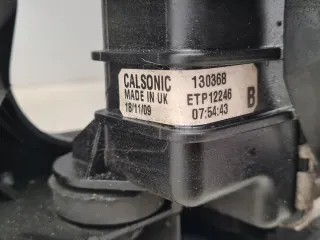 CALSONIC 130368
MADE IN UK ETP12246
18/11/09 07:54:43 B